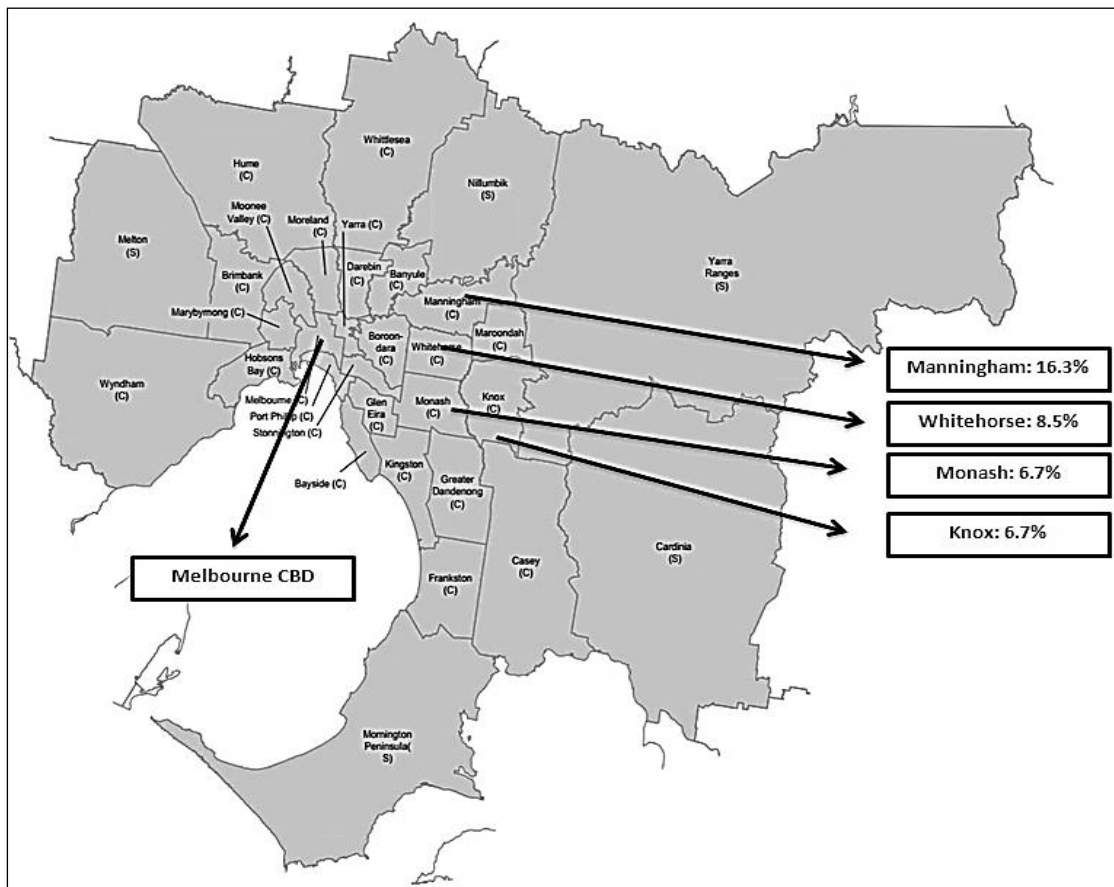 Whittlesea
(C)
Hume
(C)
Nillumbik
(S)
Moonee
Valley (C)
Moreland
(C)
Yarra (C)
Melton
(S)
Yarra
Ranges
(S)
Darebin
(C)
Banyule
(C)
Brimbank
(C)
Manningham
(C)
Marybymong (C)
Maroondah
(C)
Boroon-
dara
(C)
Whitehorse
(C)
Hobsons
Bay (C)
Wyndham
(C)
Melbourne (C)
Port Phillip (C)
Stonnington (C)
Glen
Eira
(C)
Monash
(C)
Knox
(C)
Bayside (C)
Kingston
(C)
Greater
Dandenong
(C)
Casey
(C)
Cardinia
(S)
Frankston
(C)
Mornington
Peninsula(
S)
Manningham: 16.3%
Whitehorse: 8.5%
Monash: 6.7%
Knox: 6.7%
Melbourne CBD